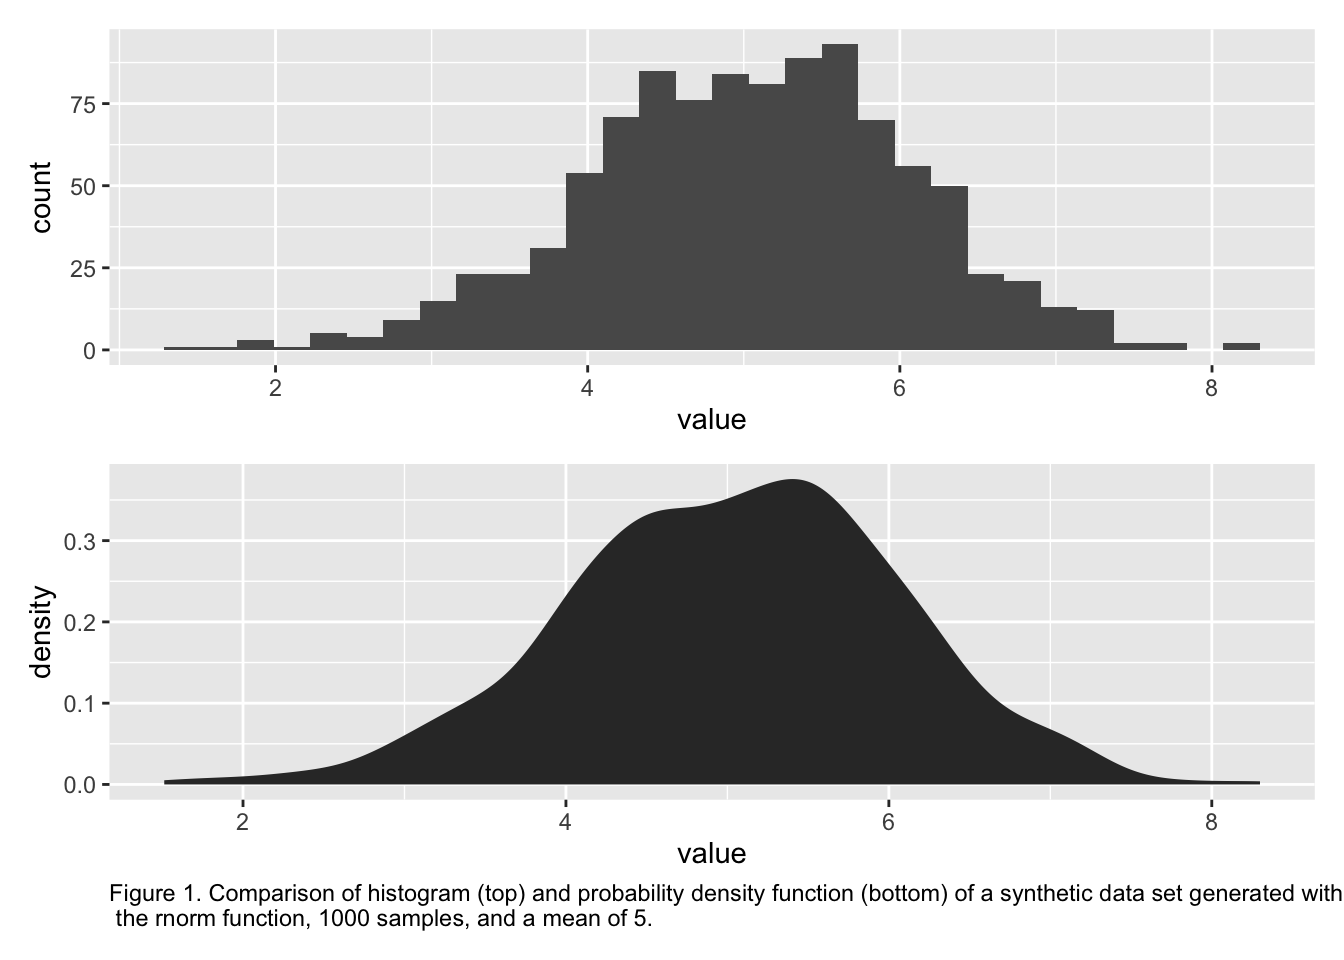 75
50
25
0
count
2 4 6 8
value
0.3
0.2
0.1
0.0
density
2 4 6 8
value
Figure 1. Comparison of histogram (top) and probability density function (bottom) of a synthetic data set generated with
the rnorm function, 1000 samples, and a mean of 5.